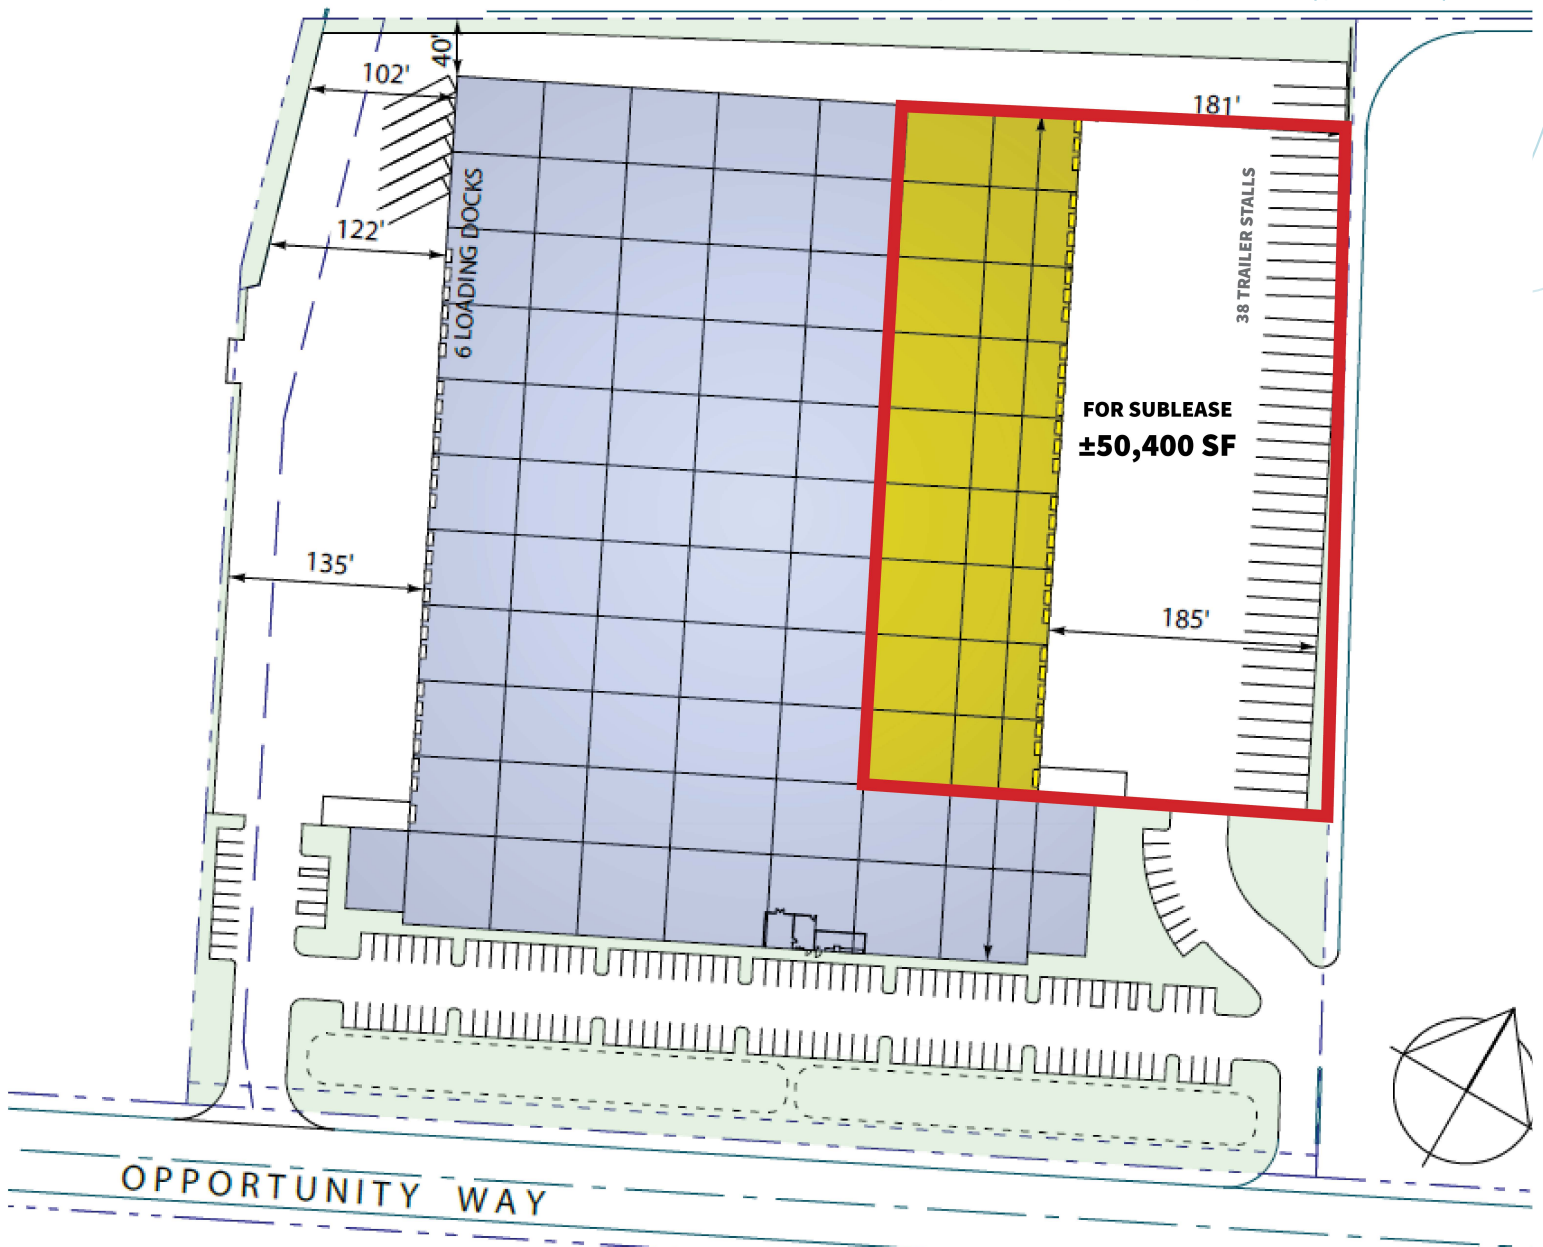 40'
102'
181'
6 LOADING DOCKS
38 TRAILER STALLS
122'
FOR SUBLEASE
±50,400 SF
135'
185'
OPPORTUNITY WAY